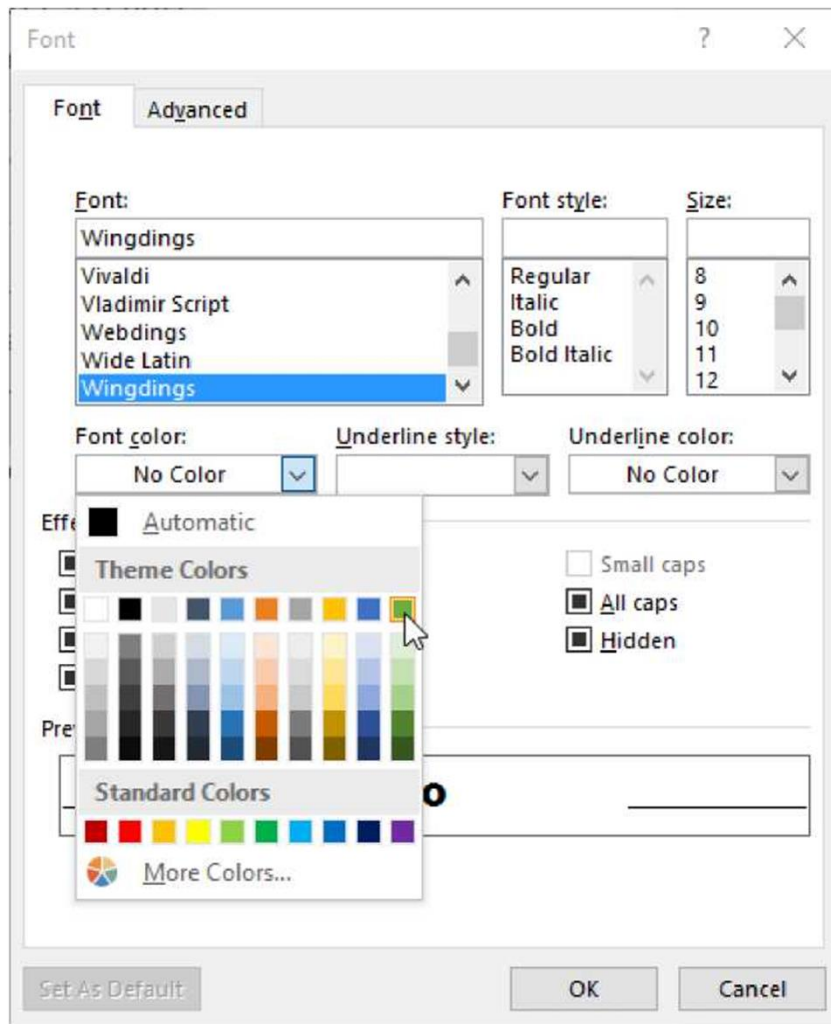 Font ?
Font Advanced
Font: Font style: Size:
Wingdings
Vivaldi Regular 8
Vladimir Script Italic 9
Webdings Bold 10
Wide Latin Bold Italic 11
Wingdings 12
Font color: Underline style: Underline color:
No Color No Color
Effe
Automatic
Theme Colors
Small caps
All caps
Hidden
Pre
Standard Colors
o
More Colors...
Set As Default OK Cancel